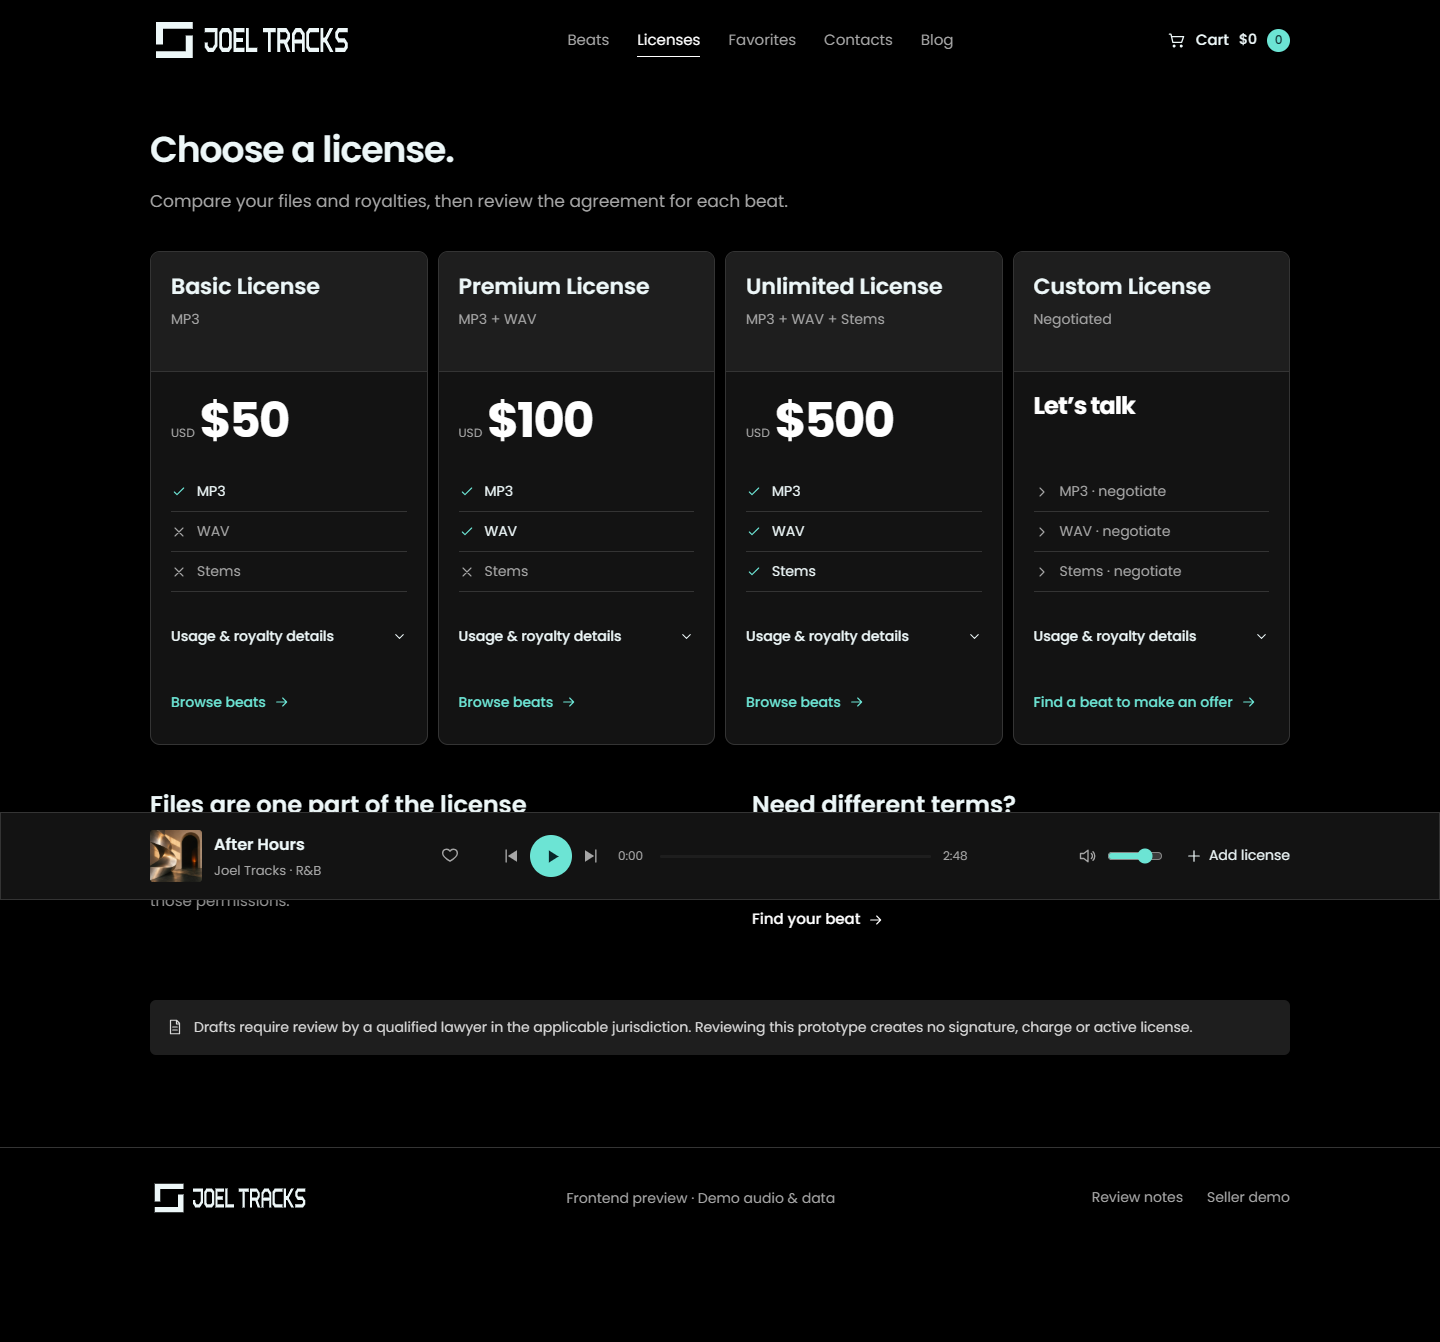 JOEL TRACKS
Beats
Licenses
Favorites
Contacts
Blog
Cart $0 0
Choose a license.
Compare your files and royalties, then review the agreement for each beat.
Basic License
MP3
USD $50
MP3
WAV
Stems
Usage & royalty details
Browse beats
Premium License
MP3 + WAV
USD $100
MP3
WAV
Stems
Usage & royalty details
Browse beats
Unlimited License
MP3 + WAV + Stems
USD $500
MP3
WAV
Stems
Usage & royalty details
Browse beats
Custom License
Negotiated
Let’s talk
MP3 · negotiate
WAV · negotiate
Stems · negotiate
Usage & royalty details
Find a beat to make an offer
Files are one part of the license
Need different terms?
After Hours
Joel Tracks · R&B
0:00
2:48
Add license
those permissions.
Find your beat
Drafts require review by a qualified lawyer in the applicable jurisdiction. Reviewing this prototype creates no signature, charge or active license.
JOEL TRACKS
Frontend preview · Demo audio & data
Review notes
Seller demo